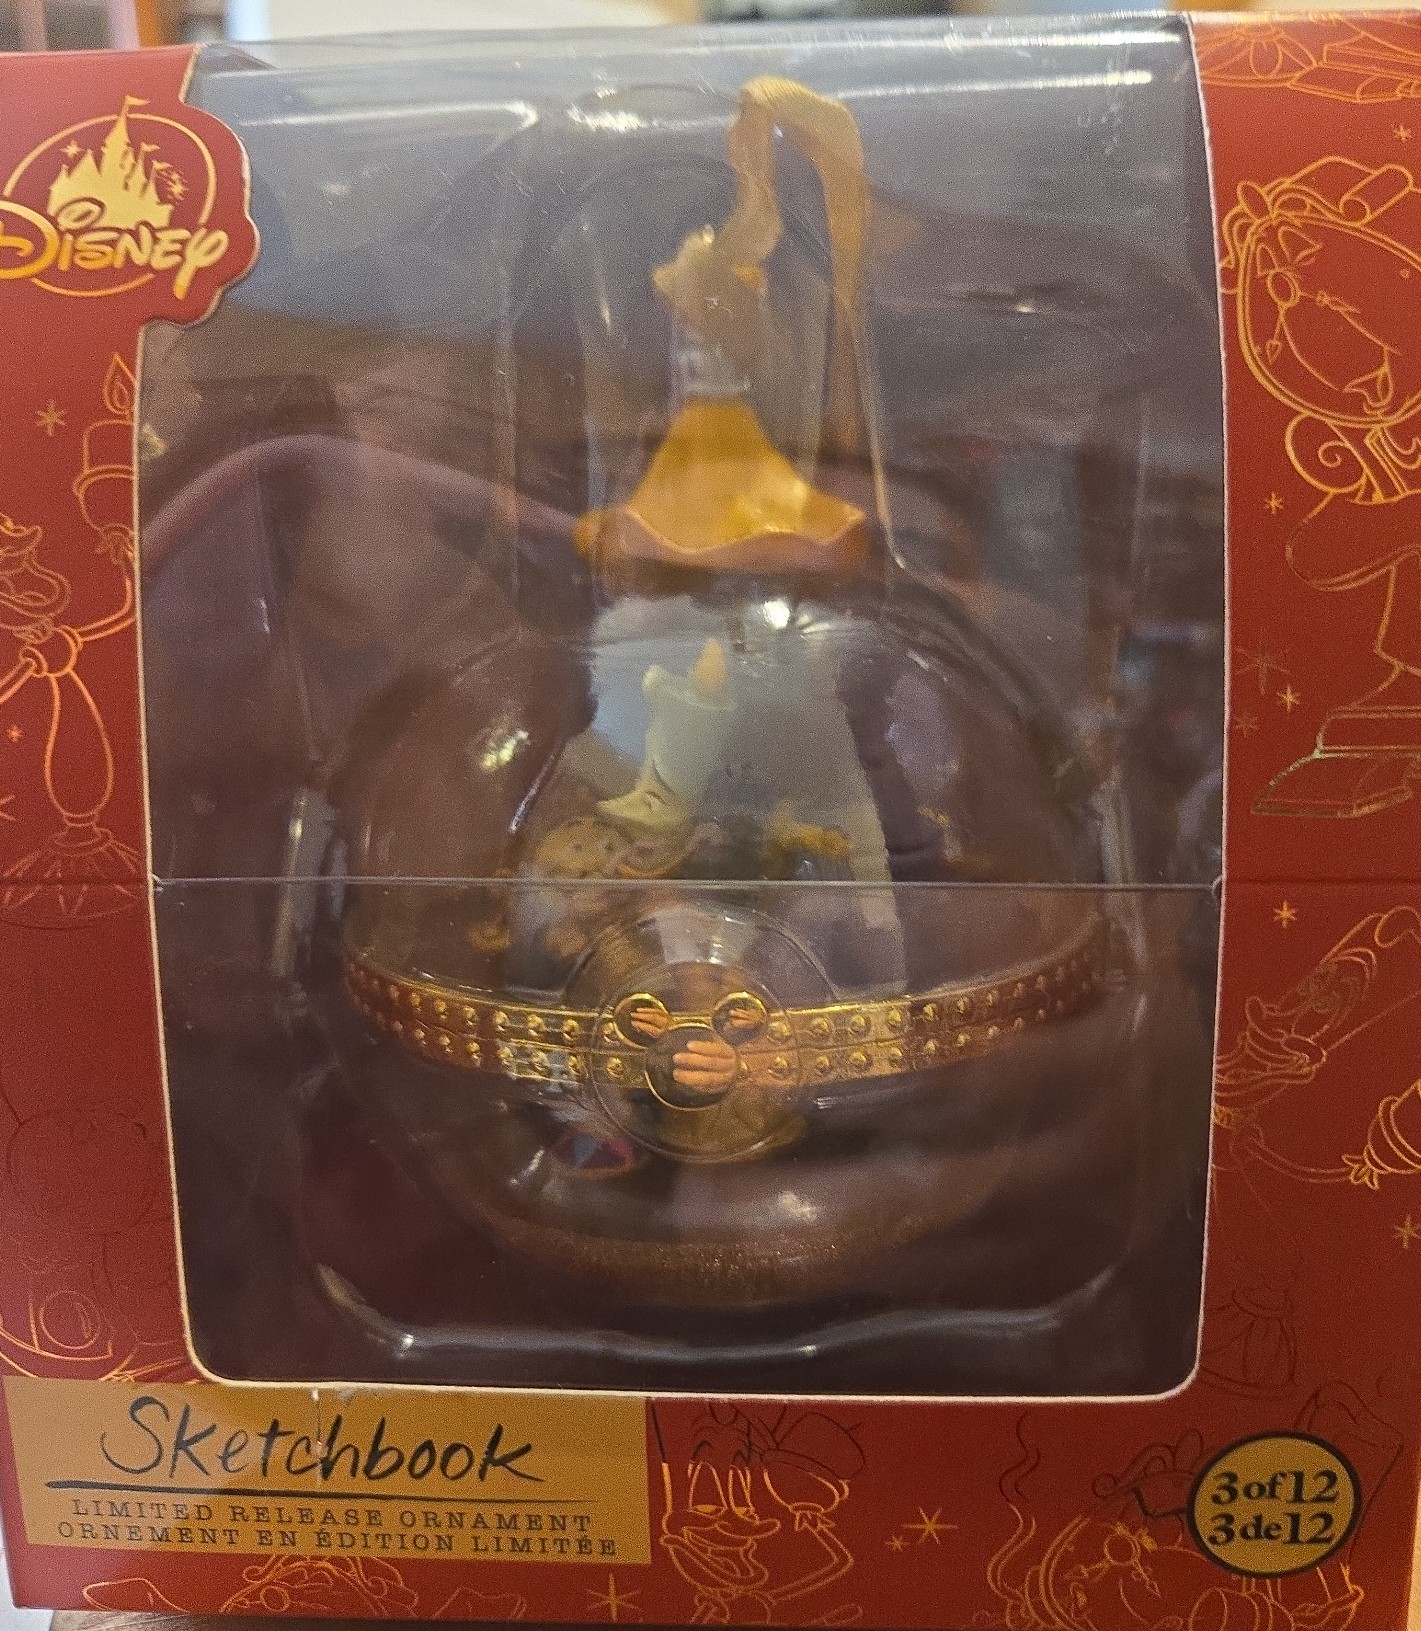 Disney
Sketchbook
LIMITED RELEASE ORNAMENT
ORNEMENT EN ÉDITION LIMITÉE
3 of 12
3 de 12